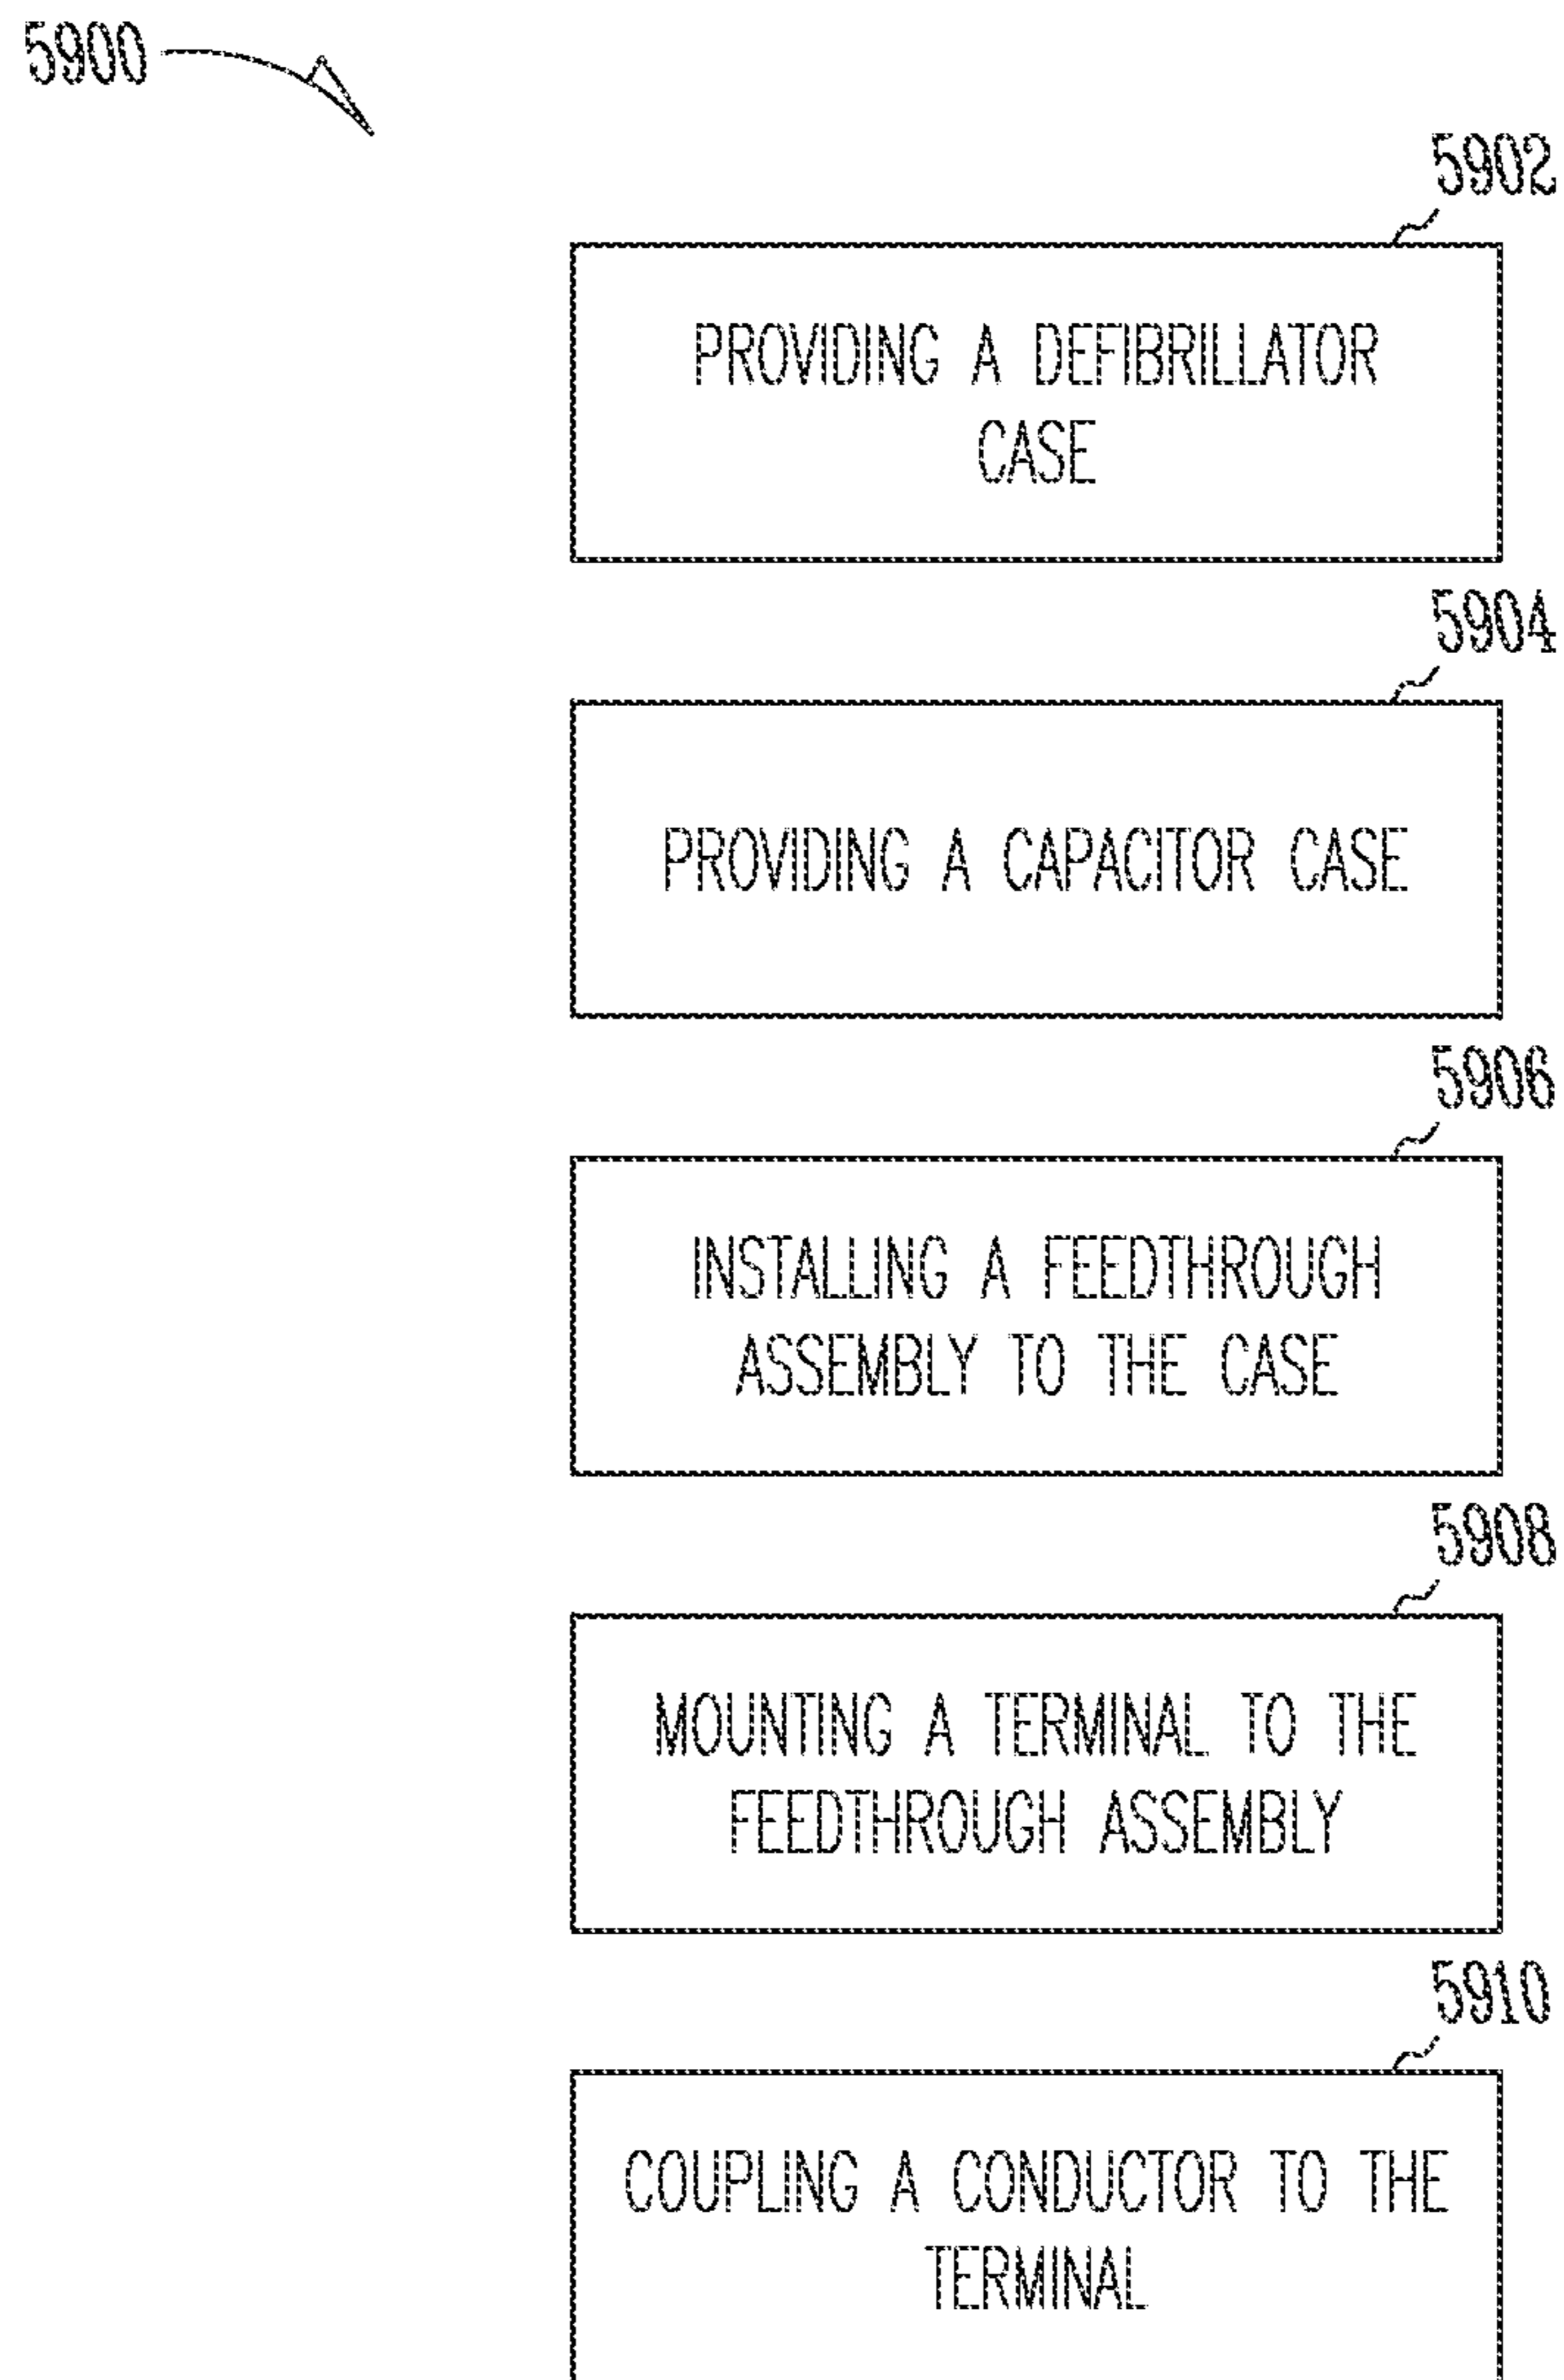 5900
5902
PROVIDING A DEFIBRILLATOR
CASE
5904
PROVIDING A CAPACITOR CASE
5906
INSTALLING A FEEDTHROUGH
ASSEMBLY TO THE CASE
5908
MOUNTING A TERMINAL TO THE
FEEDTHROUGH ASSEMBLY
5910
COUPLING A CONDUCTOR TO THE
TERMINAL